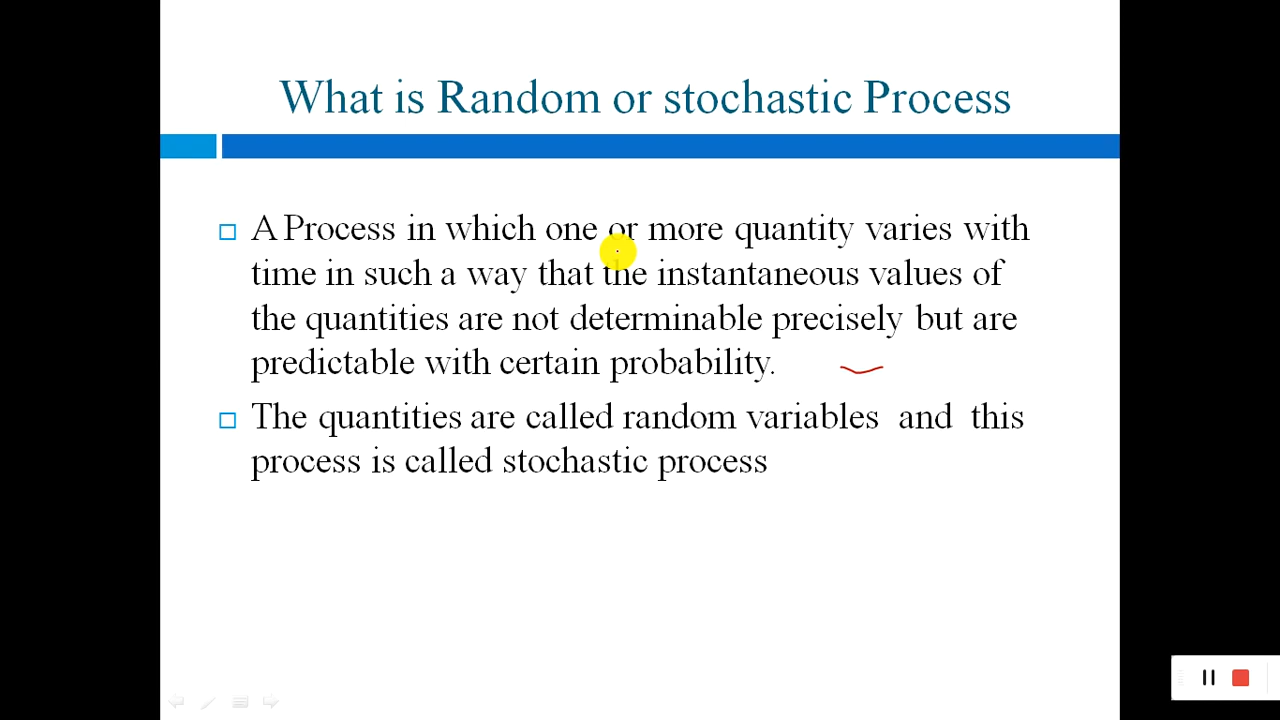 What is Random or stochastic Process
A Process in which one or more quantity varies with
time in such a way that the instantaneous values of
the quantities are not determinable precisely but are
predictable with certain probability.
The quantities are called random variables and this
process is called stochastic process